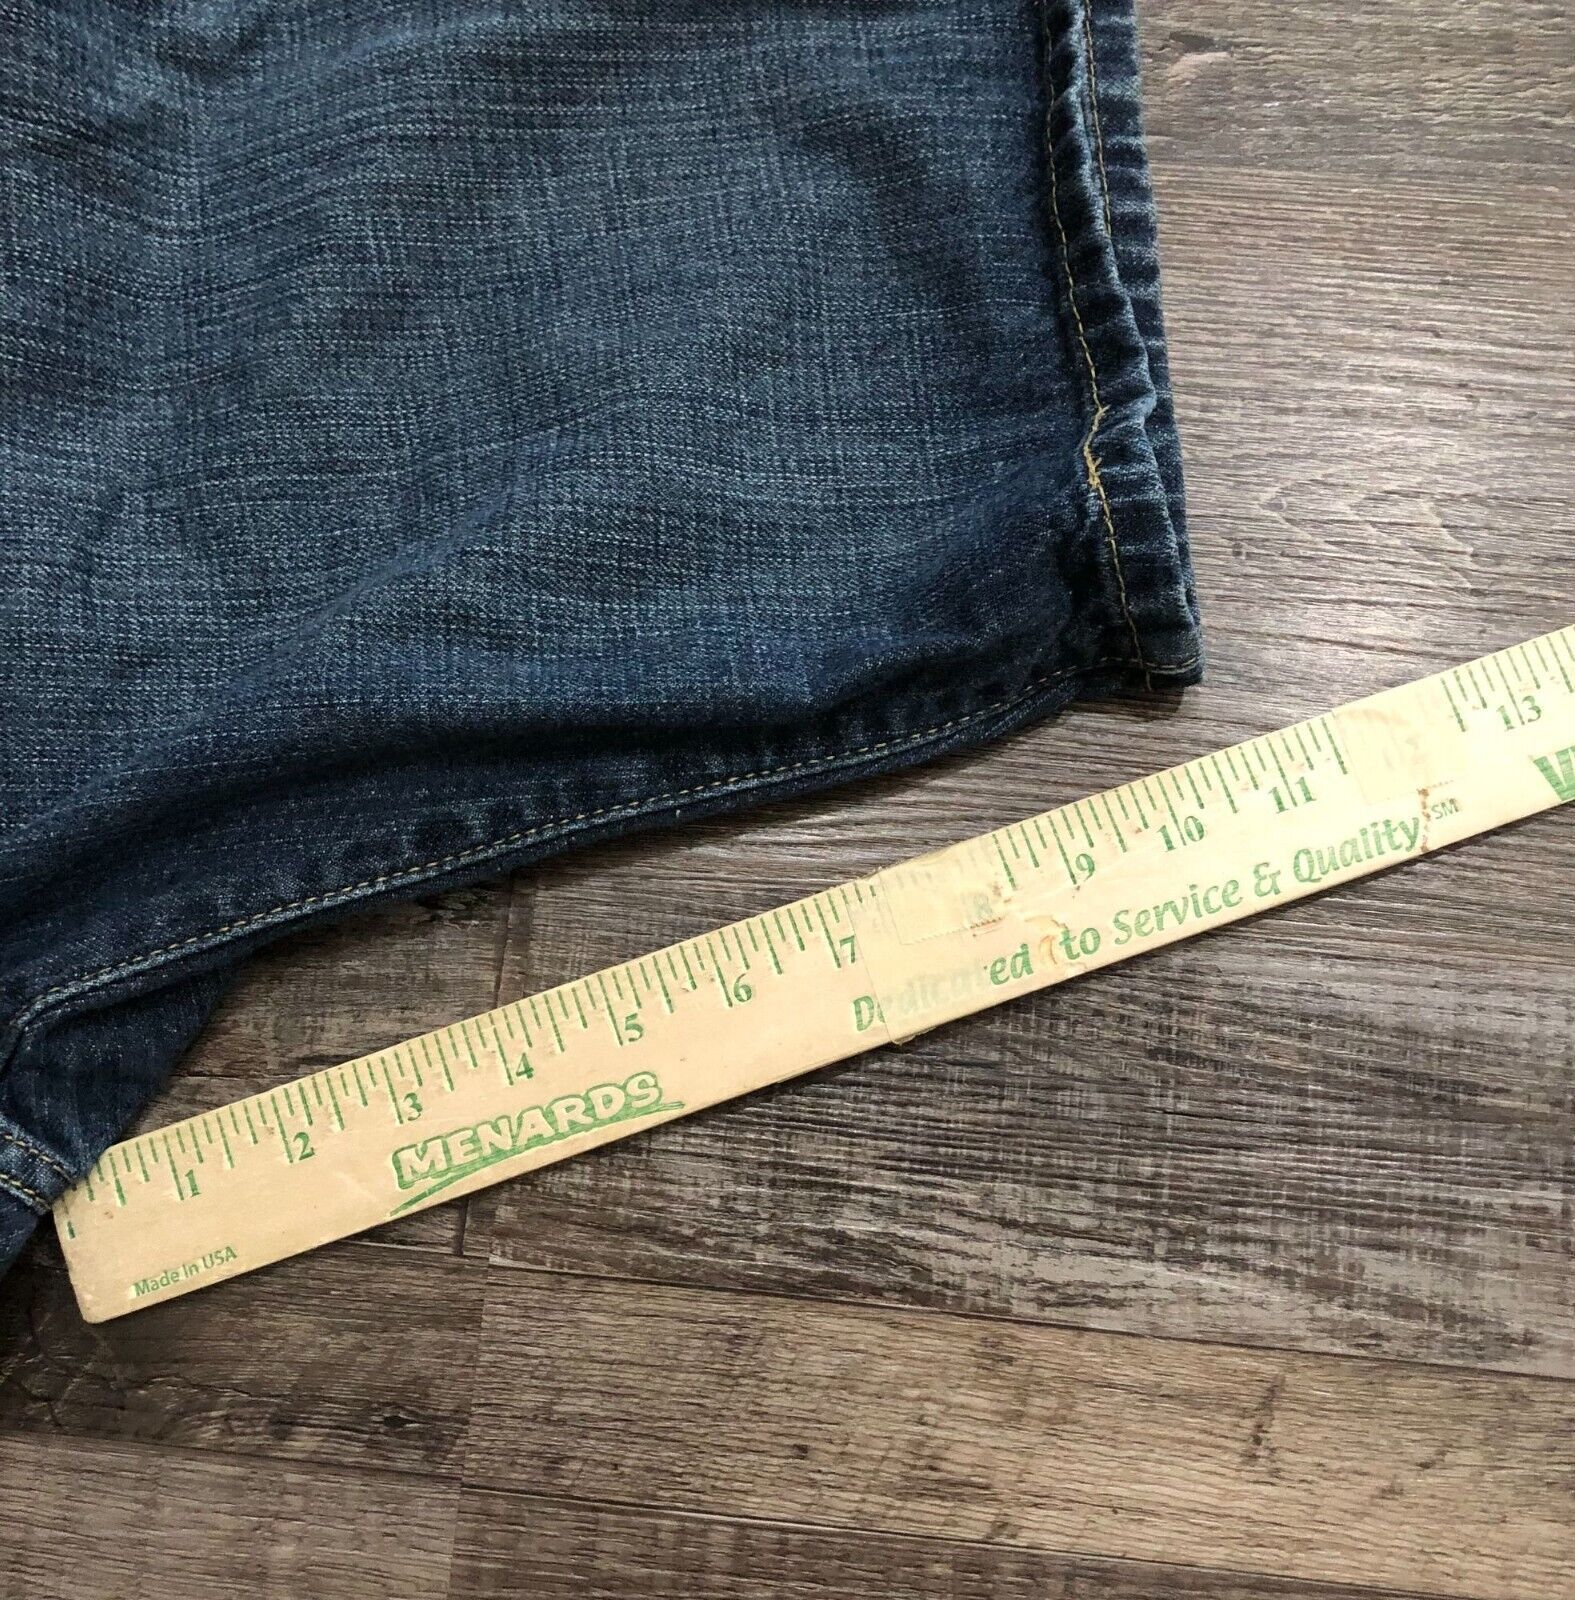 1 2 3 4 5 6 7 8 9 10 11 13
MENARDS Dedicated to Service & Quality SM
Made In USA